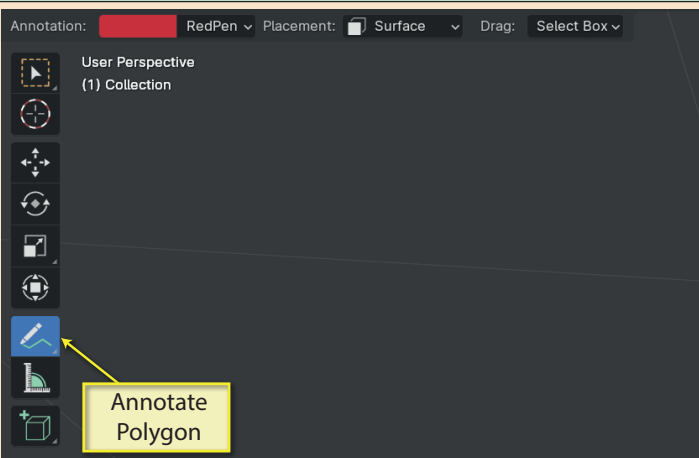 Annotation: RedPen Placement: Surface Drag: Select Box
User Perspective
(1) Collection
Annotate
Polygon